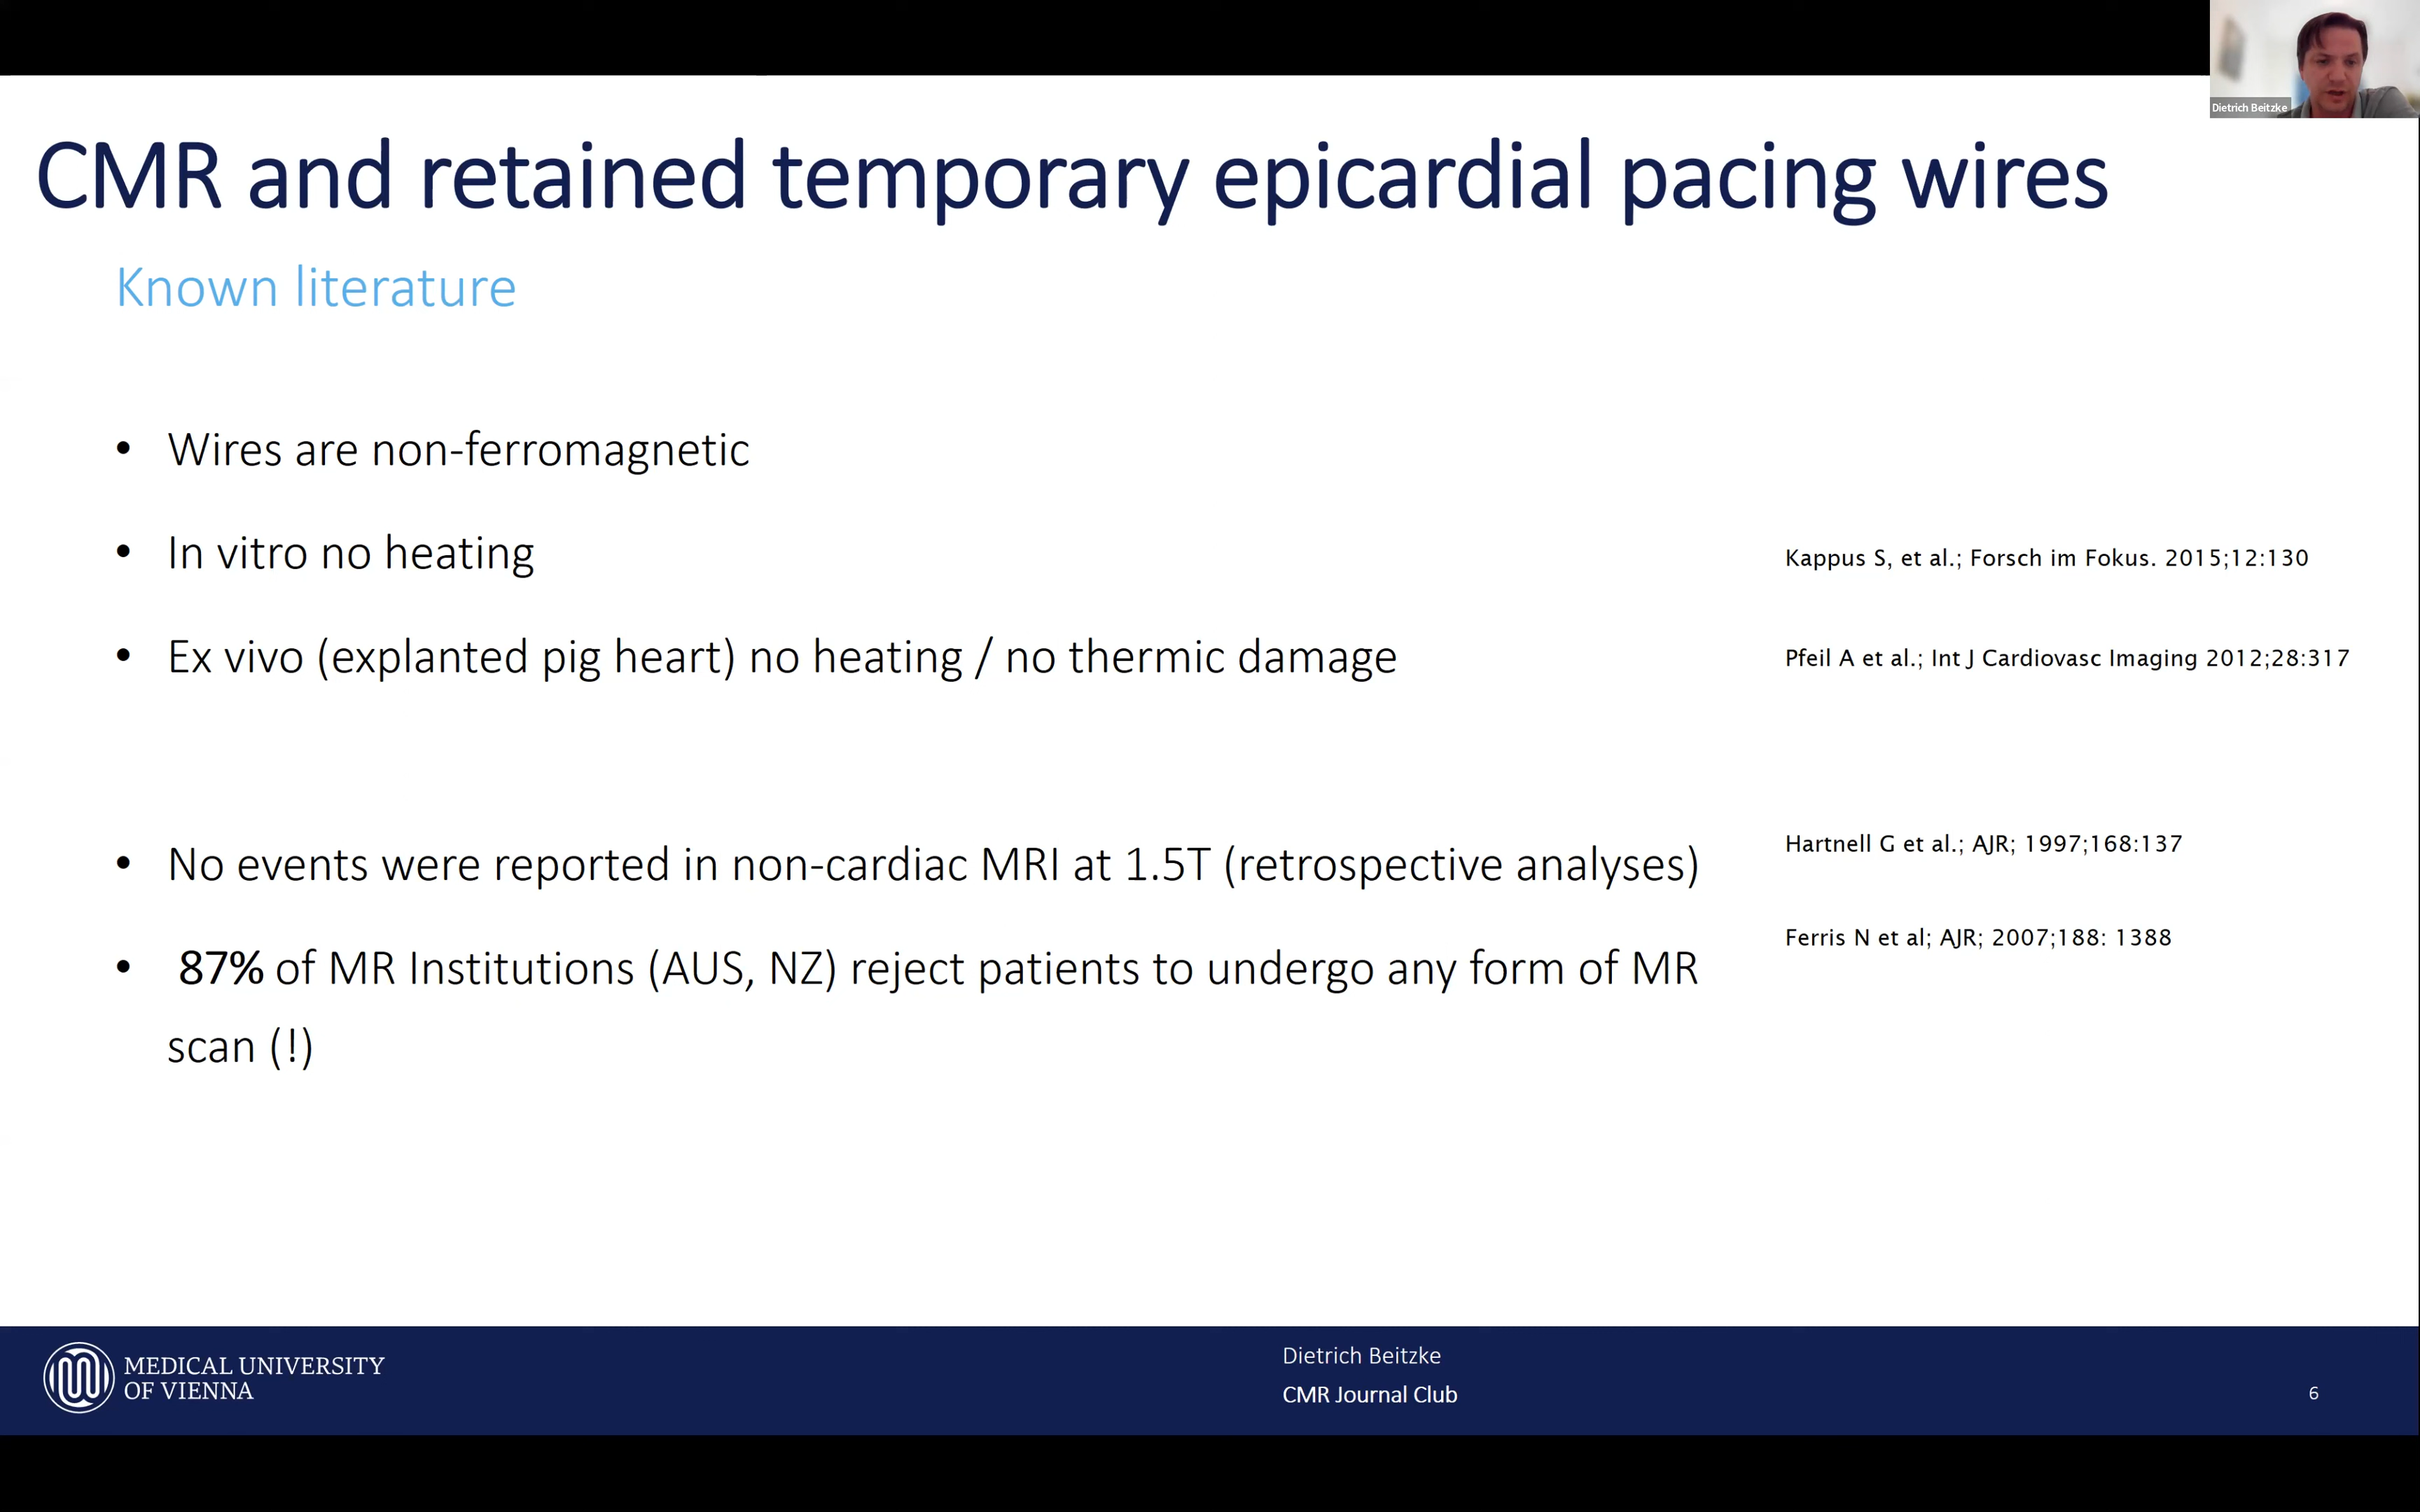 Dietrich Beitzke
CMR and retained temporary epicardial pacing wires
Known literature
• Wires are non-ferromagnetic
• In vitro no heating
Kappus S, et al.; Forsch im Fokus. 2015;12:130
• Ex vivo (explanted pig heart) no heating / no thermic damage
Pfeil A et al.; Int J Cardiovasc Imaging 2012;28:317
• No events were reported in non-cardiac MRI at 1.5T (retrospective analyses)
Hartnell G et al.; AJR; 1997;168:137
• 87% of MR Institutions (AUS, NZ) reject patients to undergo any form of MR
scan (!)
Ferris N et al; AJR; 2007;188: 1388
MEDICAL UNIVERSITY
OF VIENNA
Dietrich Beitzke
CMR Journal Club
6